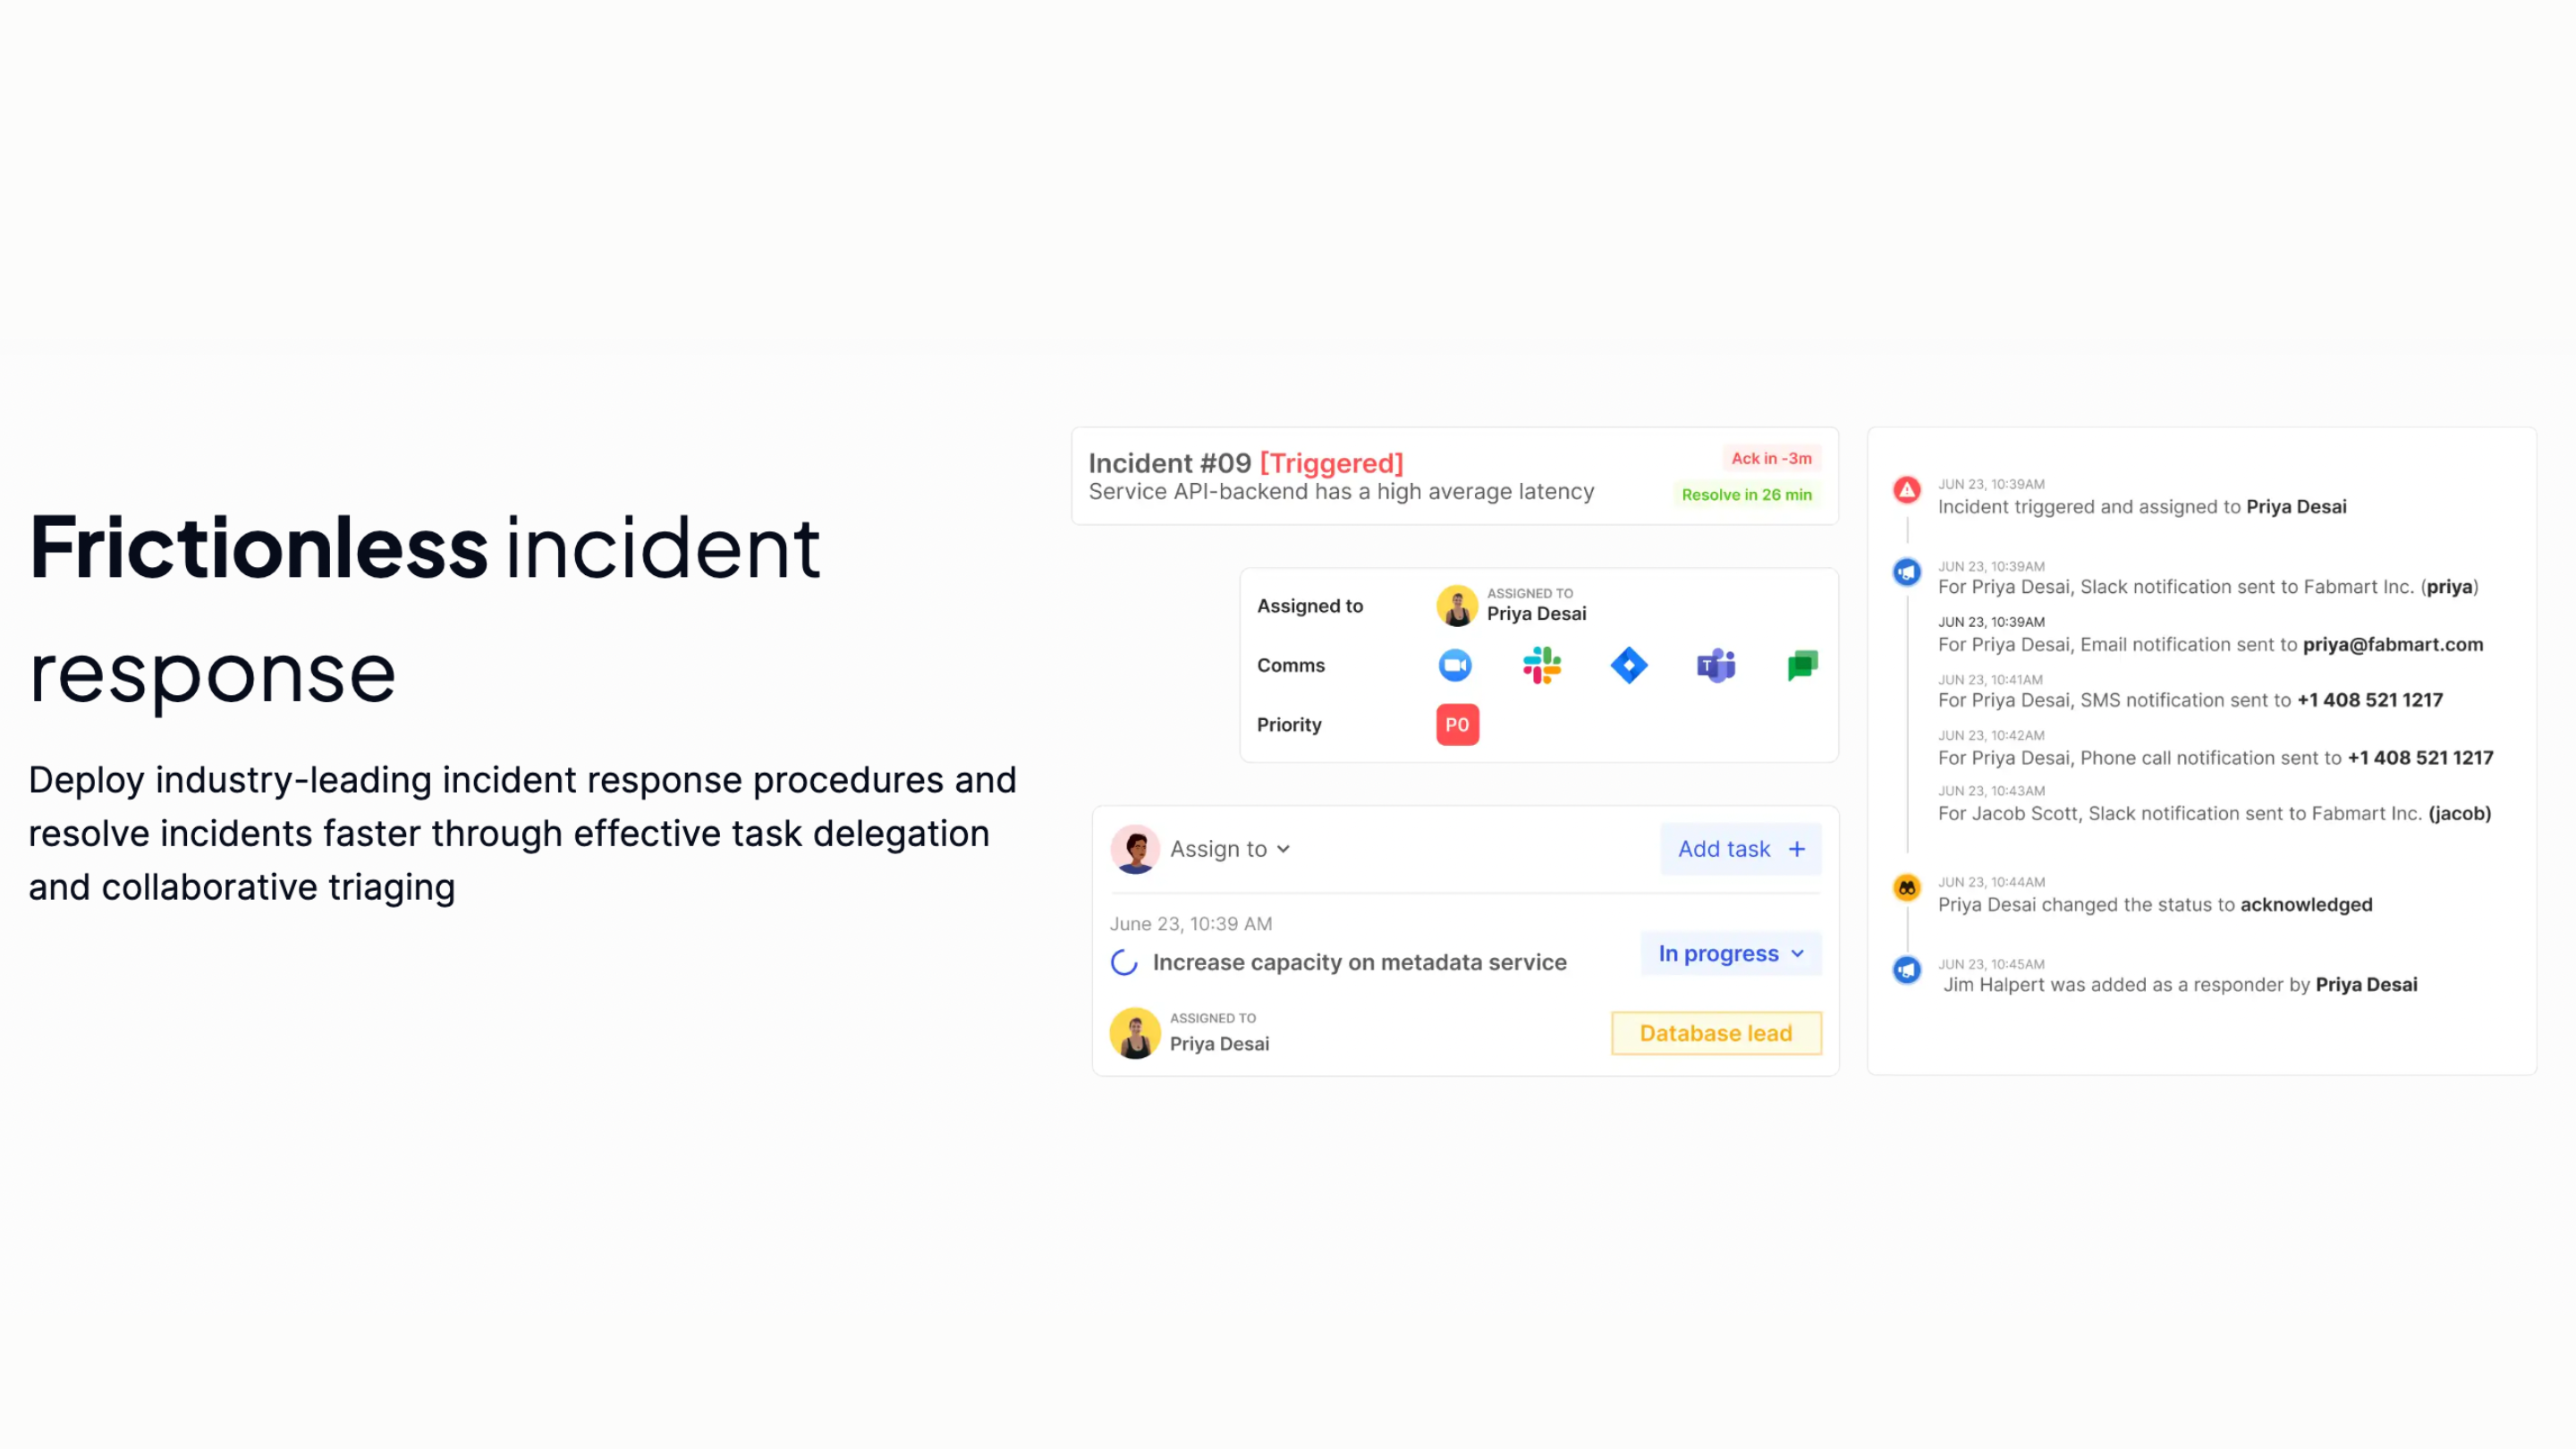 Frictionless incident
response
Deploy industry-leading incident response procedures and
resolve incidents faster through effective task delegation
and collaborative triaging
Incident #09 [Triggered]
Service API-backend has a high average latency
Ack in -3m
Resolve in 26 min
Assigned to
ASSIGNED TO
Priya Desai
Comms
T
Priority
P0
Assign to
Add task +
June 23, 10:39 AM
Increase capacity on metadata service
In progress
ASSIGNED TO
Priya Desai
Database lead
JUN 23, 10:39AM
Incident triggered and assigned to Priya Desai
JUN 23, 10:39AM
For Priya Desai, Slack notification sent to Fabmart Inc. (priya)
JUN 23, 10:39AM
For Priya Desai, Email notification sent to priya@fabmart.com
JUN 23, 10:41AM
For Priya Desai, SMS notification sent to +1 408 521 1217
JUN 23, 10:42AM
For Priya Desai, Phone call notification sent to +1 408 521 1217
JUN 23, 10:43AM
For Jacob Scott, Slack notification sent to Fabmart Inc. (jacob)
JUN 23, 10:44AM
Priya Desai changed the status to acknowledged
JUN 23, 10:45AM
Jim Halpert was added as a responder by Priya Desai